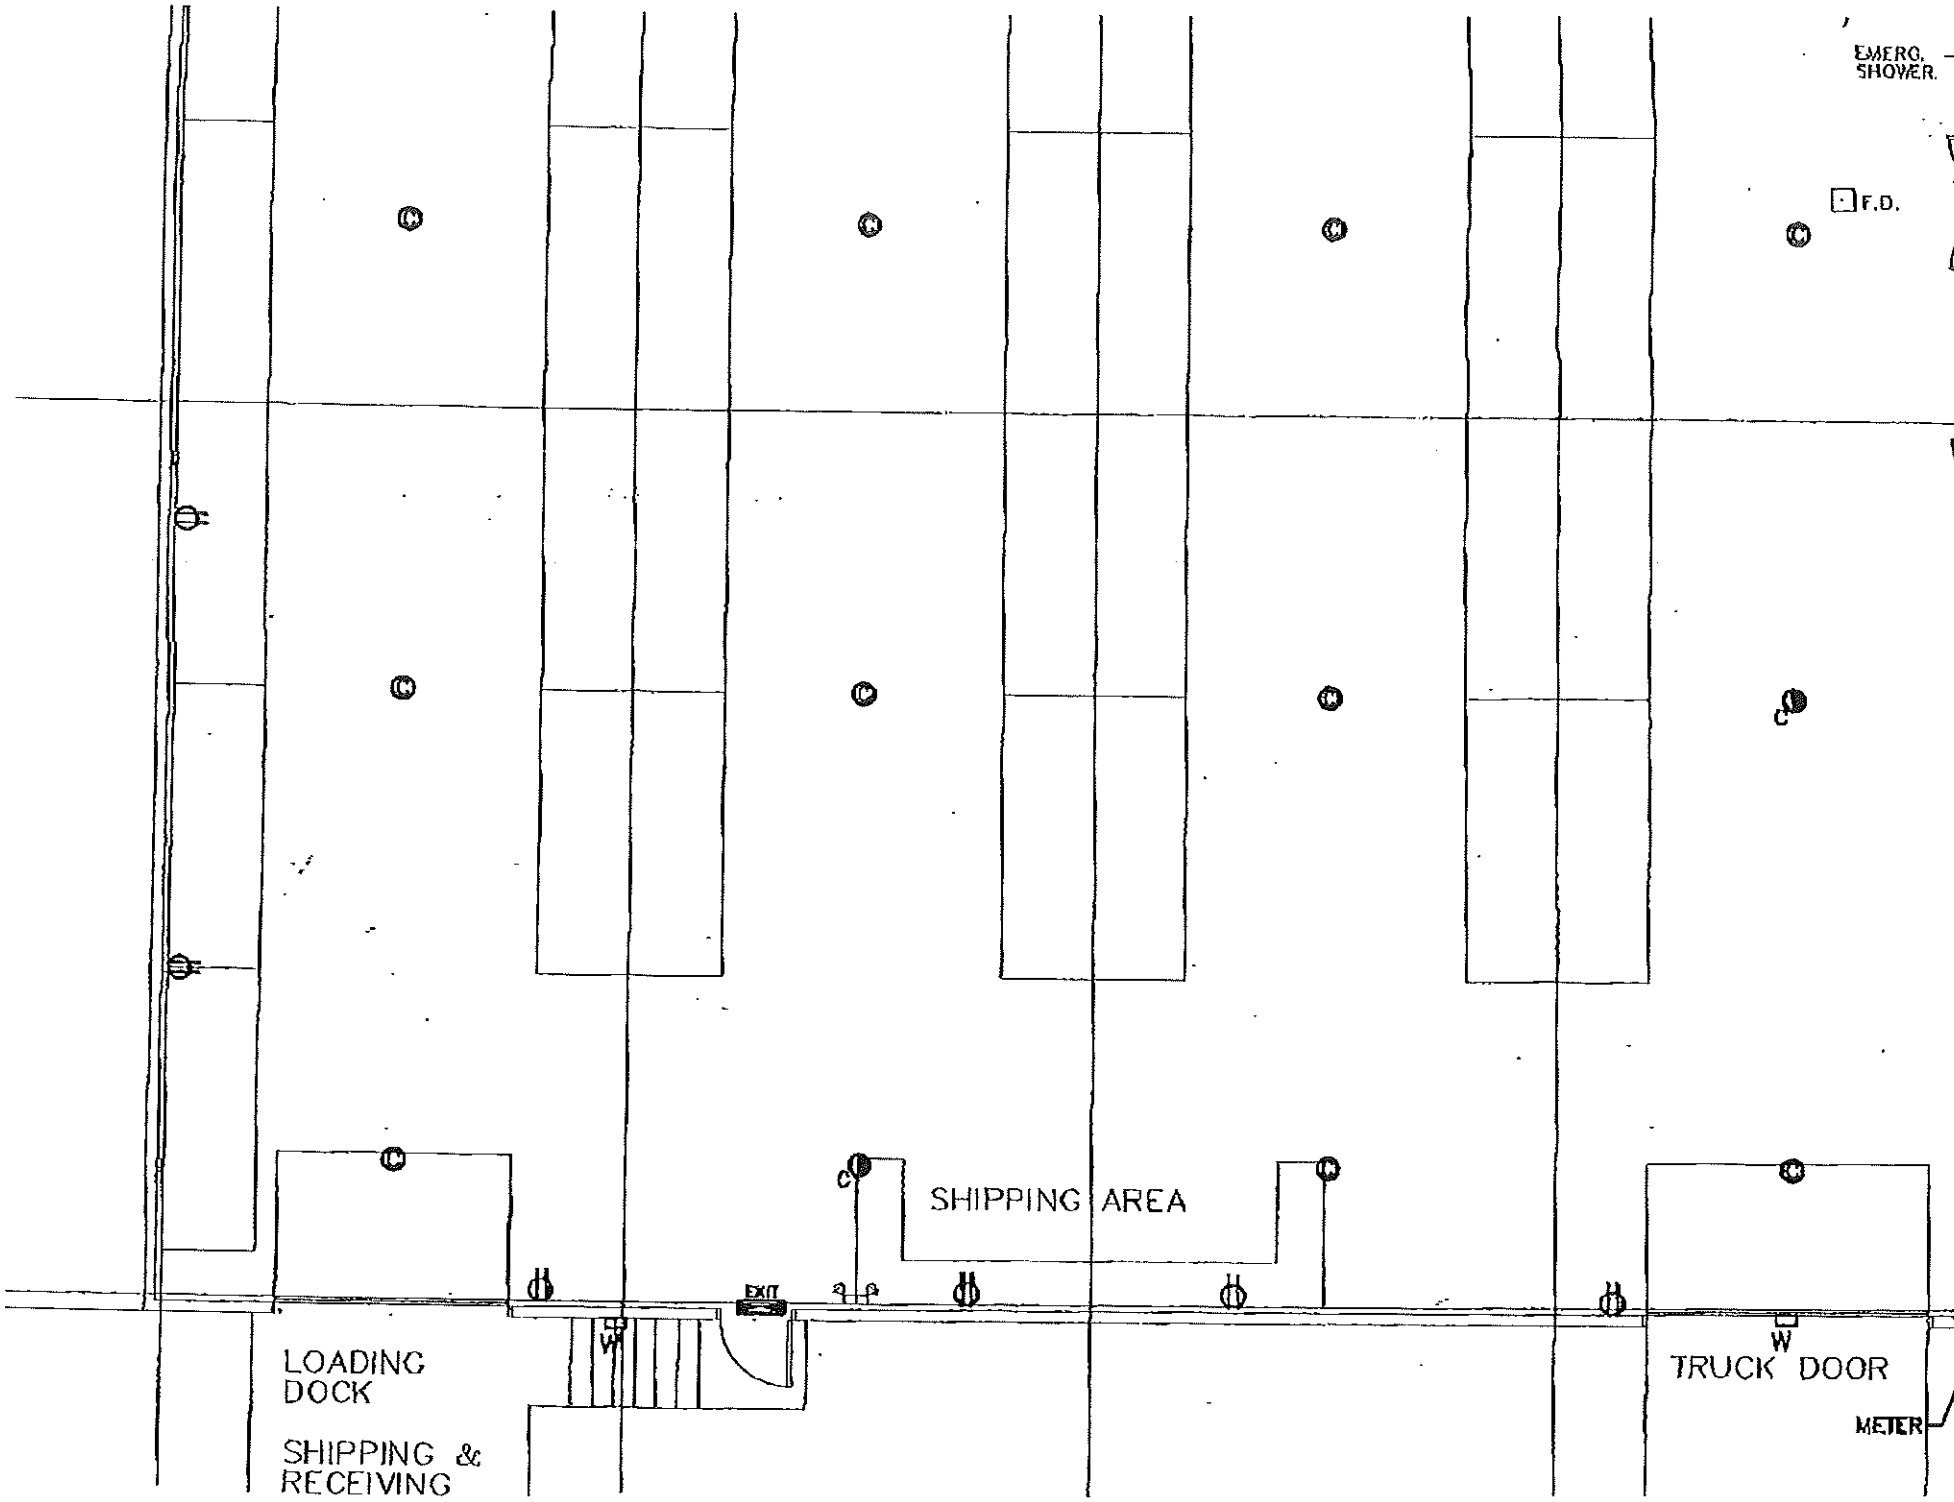 EMERG.
SHOWER.
F.D.
C
C
C
C
C
C
C
C
C
C
C
C
SHIPPING AREA
EXIT
W
W
LOADING
DOCK
TRUCK DOOR
METER
SHIPPING &
RECEIVING